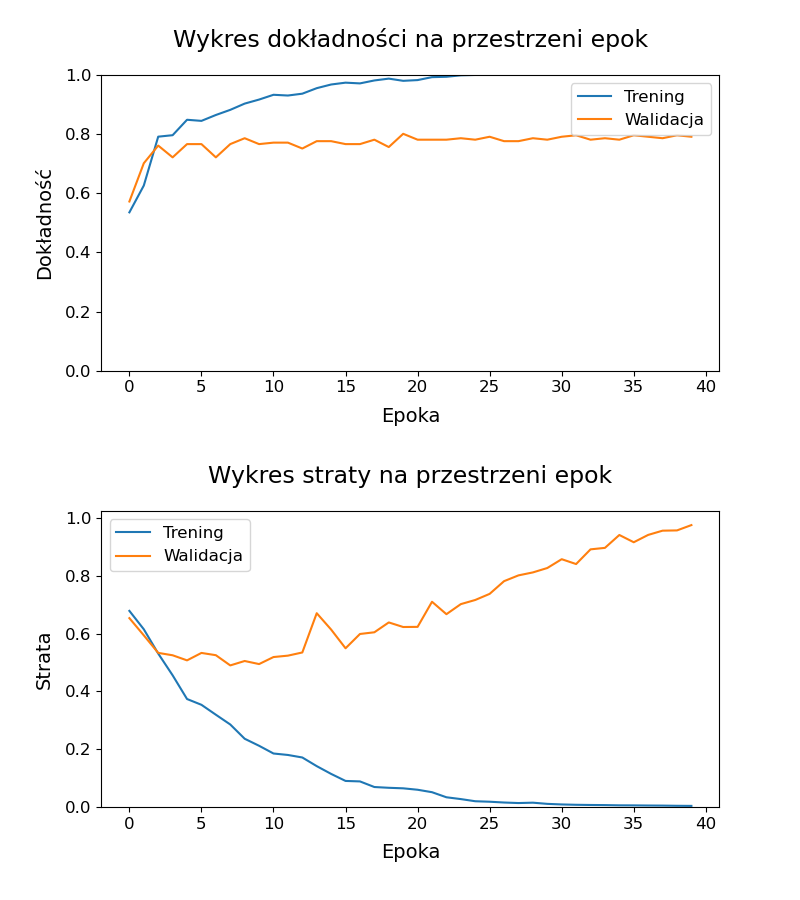 Wykres dokładności na przestrzeni epok
1.0
0.8
0.6
0.4
0.2
0.0
Dokładność
Trening
Walidacja
0 5 10 15 20 25 30 35 40
Epoka
Wykres straty na przestrzeni epok
1.0
0.8
0.6
0.4
0.2
0.0
Strata
Trening
Walidacja
0 5 10 15 20 25 30 35 40
Epoka